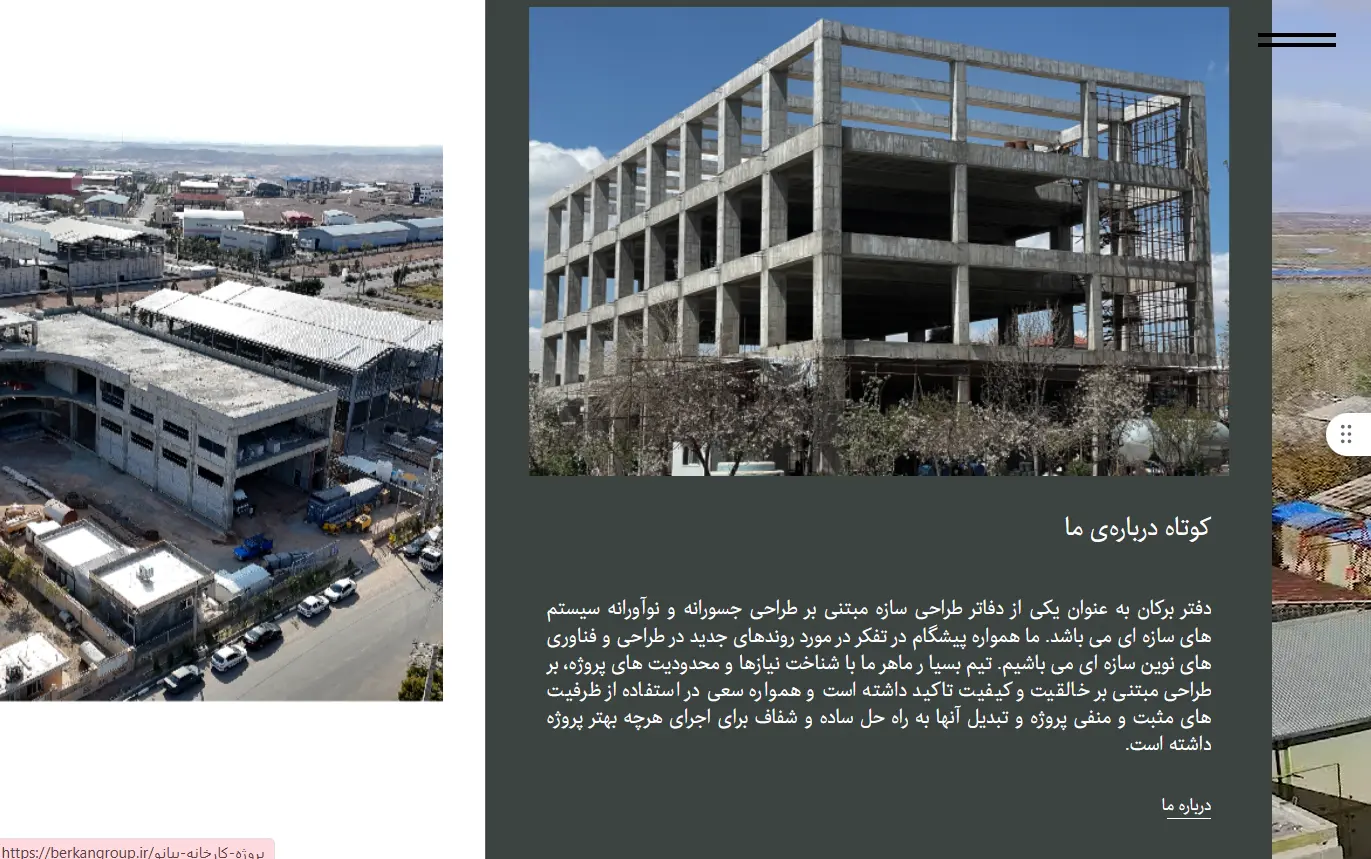 کوتاه درباره‌ی ما
دفتر برکان به عنوان یکی از دفاتر طراحی سازه مبتنی بر طراحی جسورانه و نوآورانه سیستم
های سازه ای می باشد. ما همواره پیشگام در تفکر در مورد روندهای جدید در طراحی و فناوری
های نوین سازه ای می باشیم. تیم بسیا ر ماهر ما با شناخت نیازها و محدودیت های پروژه، بر
طراحی مبتنی بر خالقیت و کیفیت تاکید داشته است و همواره سعی در استفاده از ظرفیت
های مثبت و منفی پروژه و تبدیل آنها به راه حل ساده و شفاف برای اجرای هرچه بهتر پروژه
داشته است.
درباره ما
https://berkangroup.ir/پروژه-کارخانه-پیانو